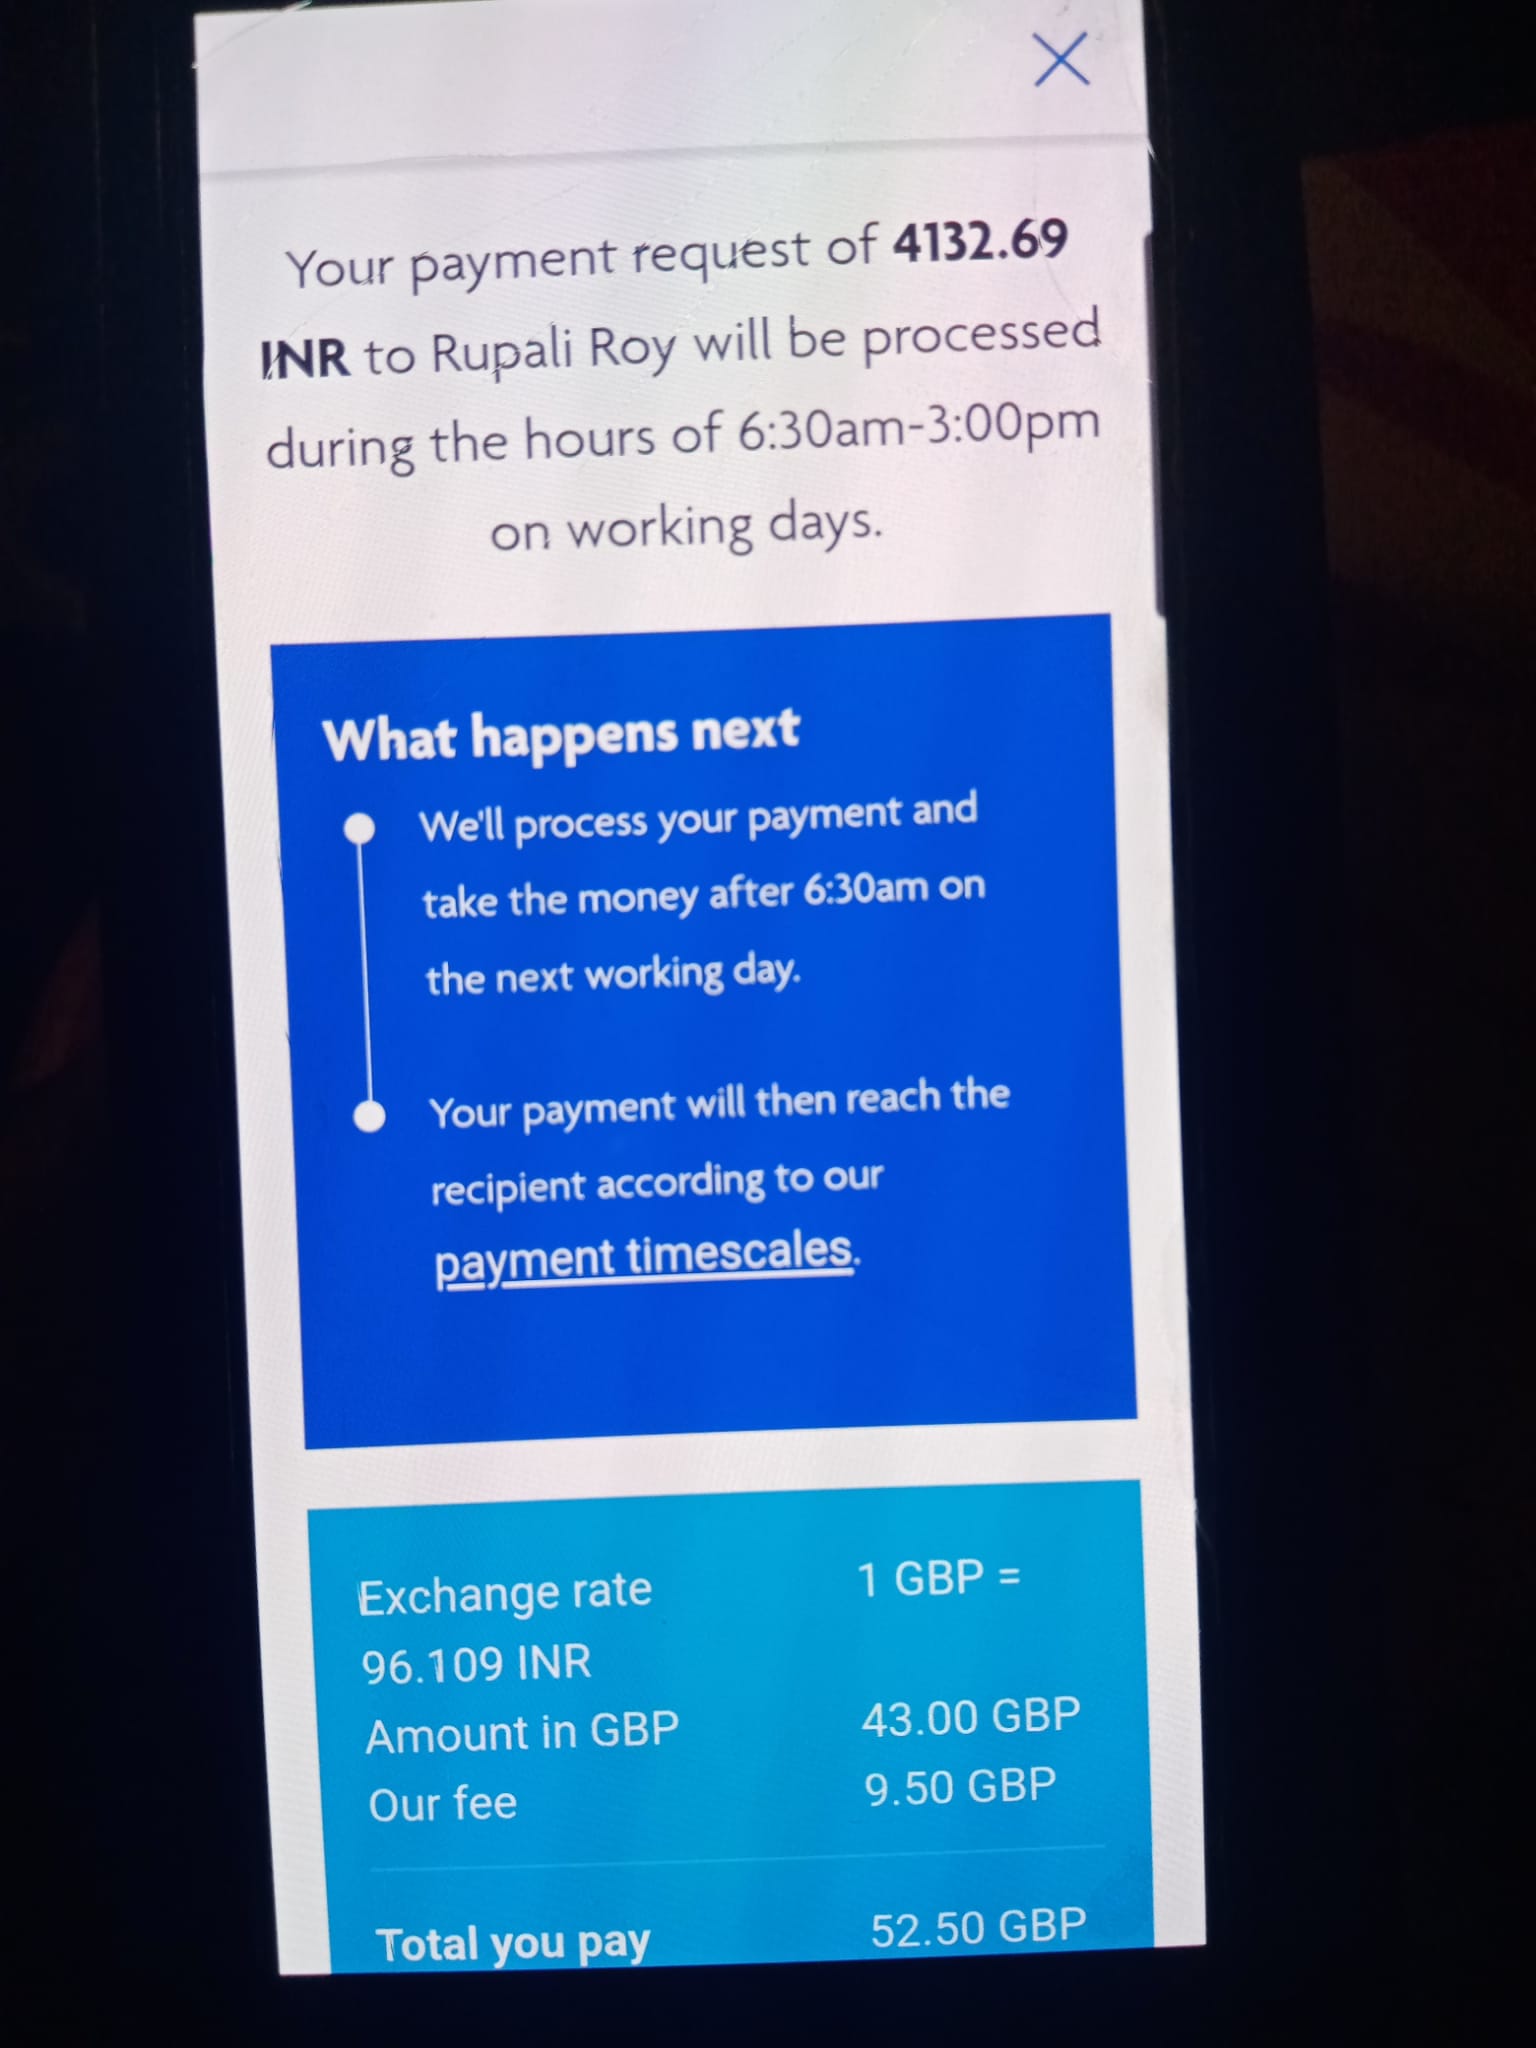 Your payment request of 4132.69
INR to Rupali Roy will be processed
during the hours of 6:30am-3:00pm
on working days.
What happens next
We'll process your payment and
take the money after 6:30am on
the next working day.
Your payment will then reach the
recipient according to our
payment timescales.
Exchange rate 1 GBP =
96.109 INR
Amount in GBP 43.00 GBP
Our fee 9.50 GBP
Total you pay 52.50 GBP